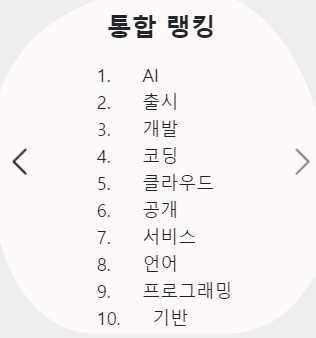 통합 랭킹
1. AI
2. 출시
3. 개발
4. 코딩
5. 클라우드
6. 공개
7. 서비스
8. 언어
9. 프로그래밍
10. 기반